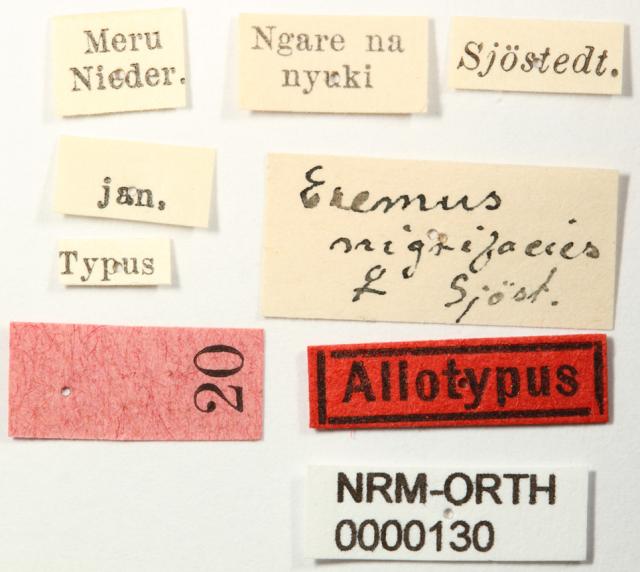 Meru
Nieder.
Ngare na
nyuki
Sjöstedt.
jan.
Typus
Eremus
nigrifacies
♀ Sjöst.
20
Allotypus
NRM-ORTH
0000130